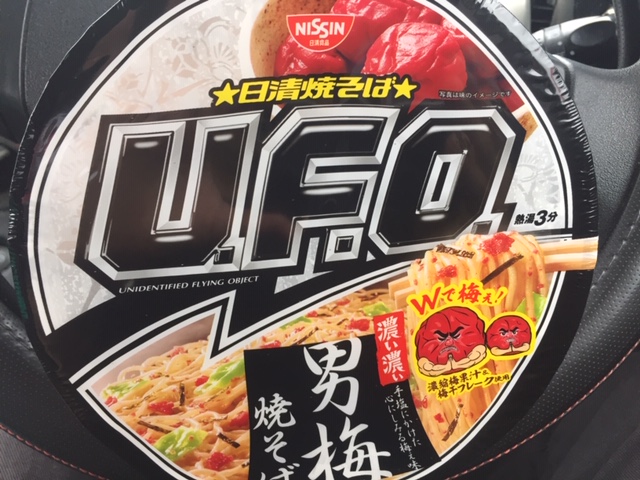 NISSIN
日清食品
★日清焼そば★
写真は味のイメージです
U.F.O.
熱湯3分
UNIDENTIFIED FLYING OBJECT
Wで梅ぇ!
濃縮梅果汁&
梅干フレーク使用
濃い濃い
男梅
焼そば
手塩にかけた
心にしみる梅ぇ味